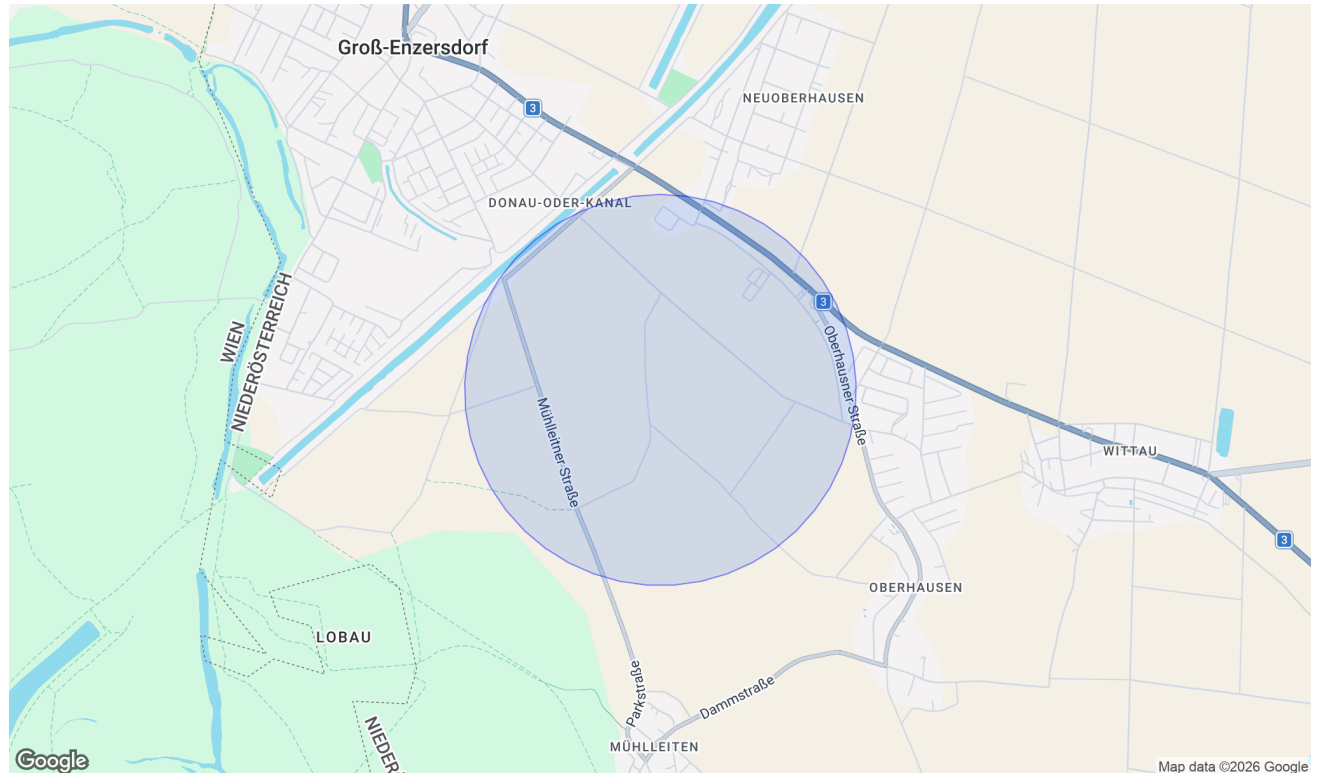 Groß-Enzersdorf
3
NEUOBERHAUSEN
DONAU-ODER-KANAL
WIEN
NIEDERÖSTERREICH
3
Oberhausner Straße
Mühlleitner Straße
WITTAU
3
OBERHAUSEN
LOBAU
Parkstraße
Dammstraße
NIEDER
MÜHLLEITEN
Google
Map data ©2026 Google